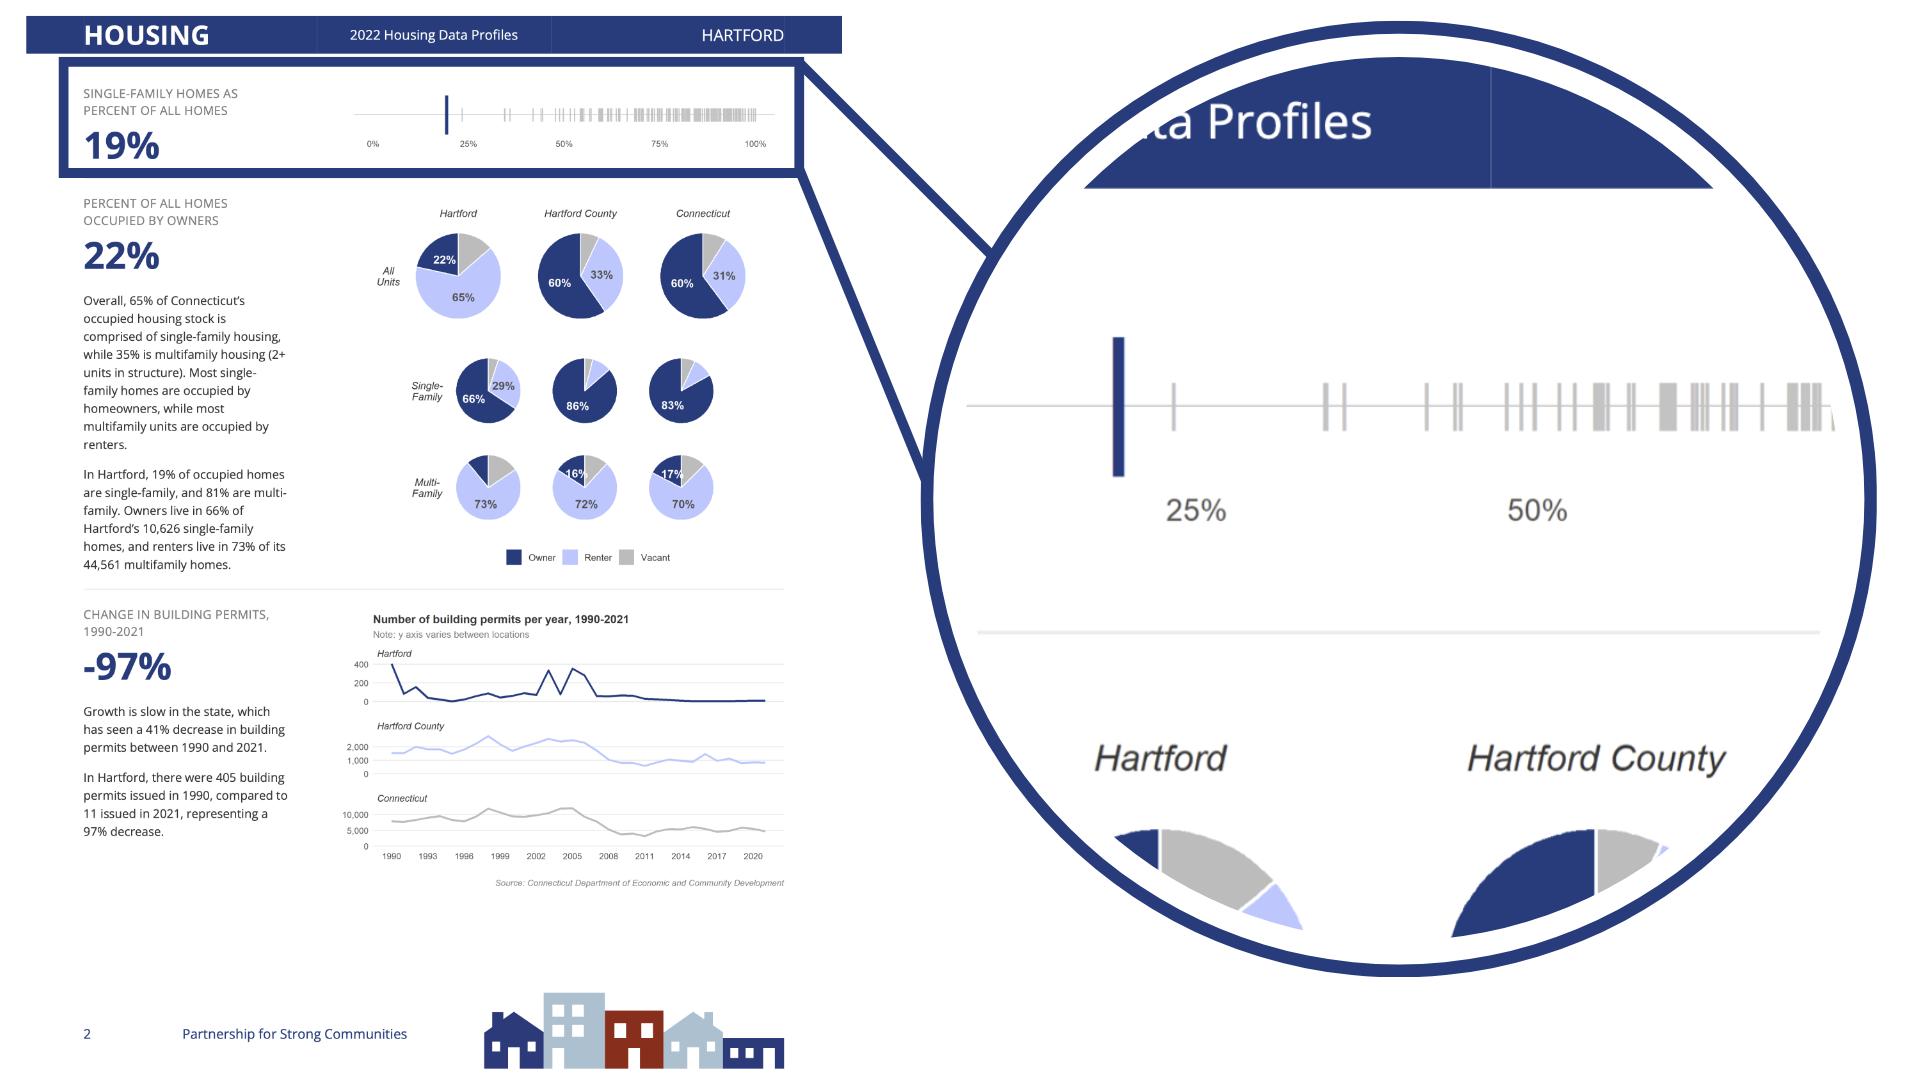 HOUSING
2022 Housing Data Profiles
HARTFORD
SINGLE-FAMILY HOMES AS
PERCENT OF ALL HOMES
19%
0%
25%
50%
75%
100%
PERCENT OF ALL HOMES
OCCUPIED BY OWNERS
22%
Overall, 65% of Connecticut's
occupied housing stock is
comprised of single-family housing,
while 35% is multifamily housing (2+
units in structure). Most single-
family homes are occupied by
homeowners, while most
multifamily units are occupied by
renters.
In Hartford, 19% of occupied homes
are single-family, and 81% are multi-
family. Owners live in 66% of
Hartford's 10,626 single-family
homes, and renters live in 73% of its
44,561 multifamily homes.
Hartford
Hartford County
Connecticut
All
Units
22%
65%
60%
33%
60%
31%
Single-
Family
66%
29%
86%
83%
Multi-
Family
73%
16%
72%
17%
70%
Owner
Renter
Vacant
CHANGE IN BUILDING PERMITS,
1990-2021
-97%
Growth is slow in the state, which
has seen a 41% decrease in building
permits between 1990 and 2021.
In Hartford, there were 405 building
permits issued in 1990, compared to
11 issued in 2021, representing a
97% decrease.
Number of building permits per year, 1990-2021
Note: y axis varies between locations
Hartford
400
200
0
Hartford County
2,000
1,000
0
Connecticut
10,000
5,000
0
1990
1993
1996
1999
2002
2005
2008
2011
2014
2017
2020
Source: Connecticut Department of Economic and Community Development
2
Partnership for Strong Communities
ta Profiles
25%
50%
Hartford
Hartford County